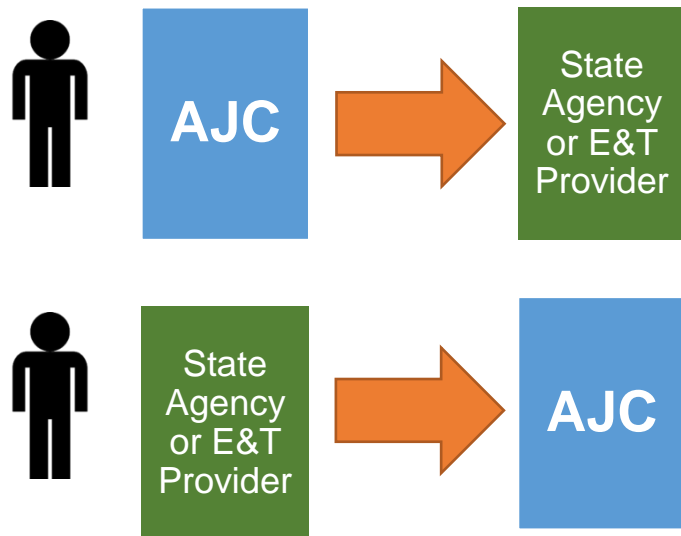 AJC
State
Agency
or E&T
Provider
State
Agency
or E&T
Provider
AJC